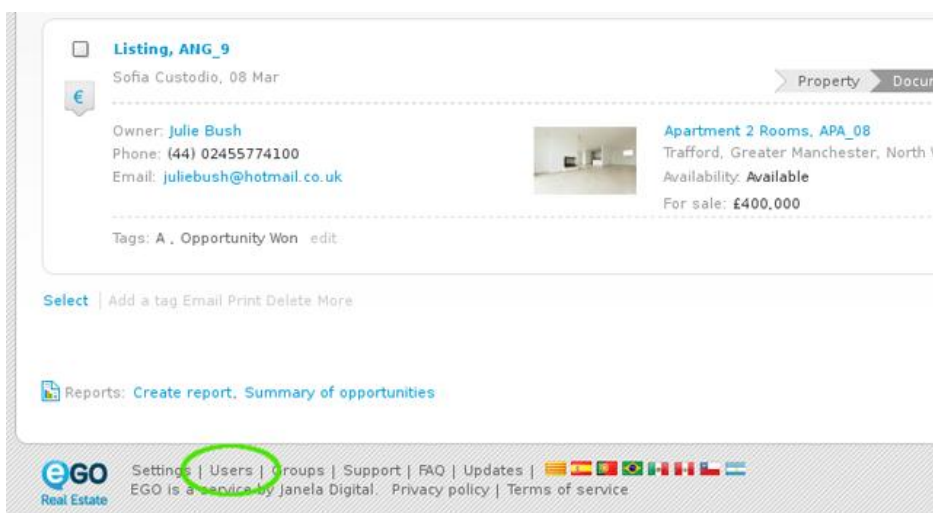 Listing, ANG_9
Sofia Custodio, 08 Mar
€
Property
Docum
Owner: Julie Bush
Phone: (44) 02455774100
Email: juliebush@hotmail.co.uk
Apartment 2 Rooms, APA_08
Trafford, Greater Manchester, North
Availability: Available
For sale: £400,000
Tags: A , Opportunity Won edit
Select | Add a tag Email Print Delete More
Reports: Create report, Summary of opportunities
eGO
Real Estate
Settings | Users | Groups | Support | FAQ | Updates |
EGO is a service by Janela Digital. Privacy policy | Terms of service